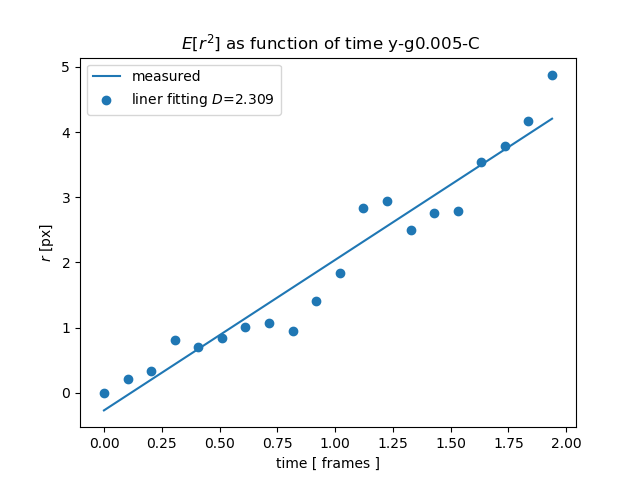 E[r²] as function of time y-g0.005-C
measured
liner fitting D=2.309
5
4
3
2
1
0
r [px]
0.00 0.25 0.50 0.75 1.00 1.25 1.50 1.75 2.00
time [ frames ]